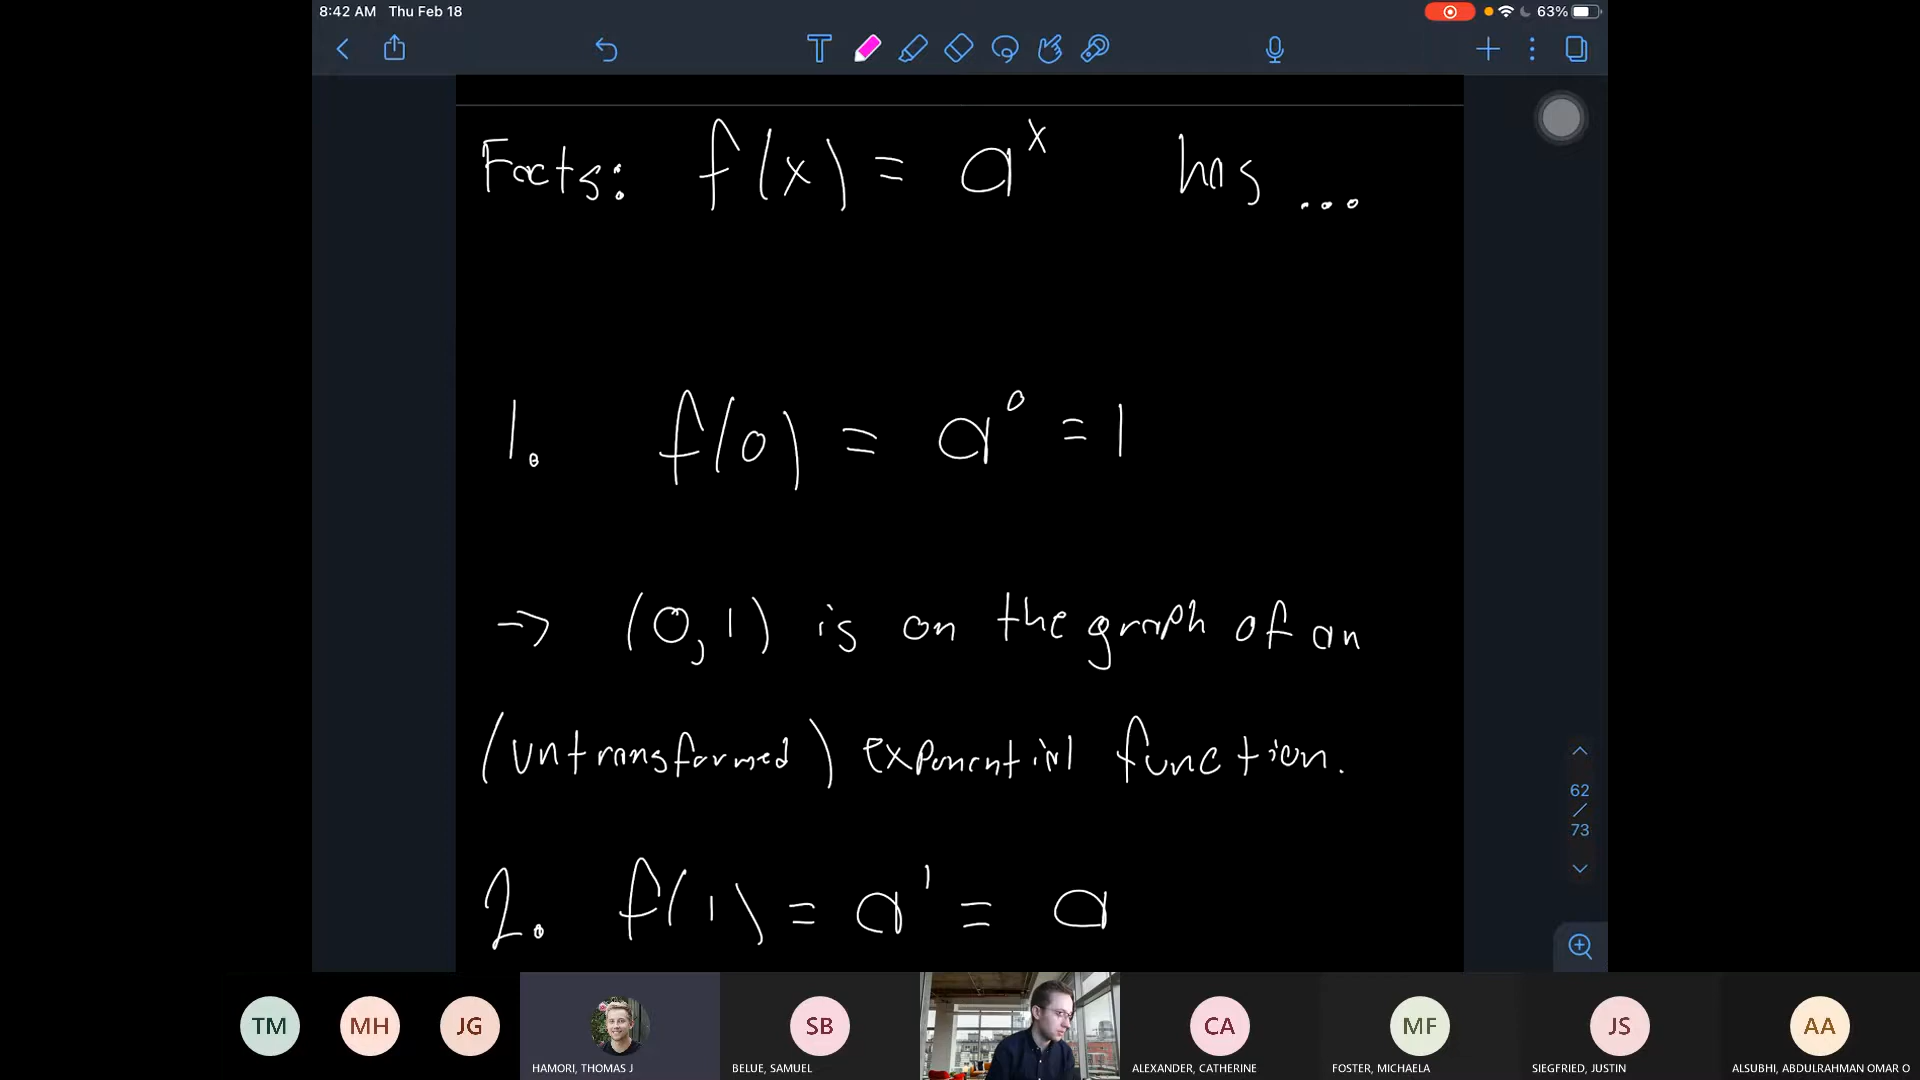 8:42 AM Thu Feb 18
63%
Facts: f(x) = a^x has ...
1. f(0) = a^0 = 1
→ (0,1) is on the graph of an
(untransformed) exponential function.
62
/
73
2. f(1) = a^1 = a
TM MH JG SB CA MF JS AA
HAMORI, THOMAS J BELUE, SAMUEL ALEXANDER, CATHERINE FOSTER, MICHAELA SIEGFRIED, JUSTIN ALSUBHI, ABDULRAHMAN OMAR O